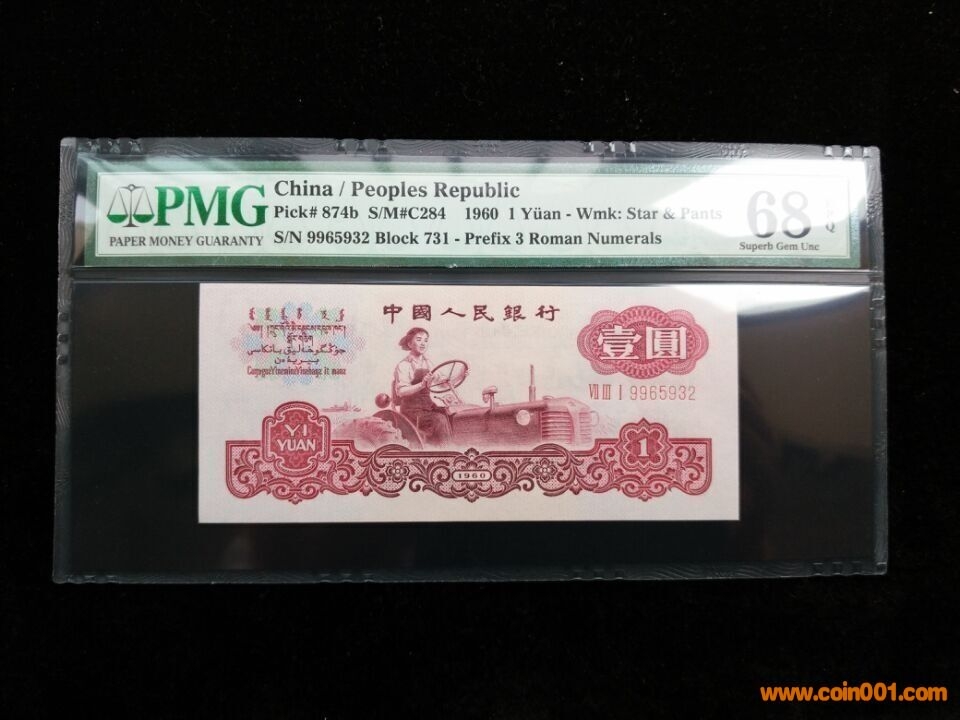 PMG
PAPER MONEY GUARANTY
China / Peoples Republic
Pick# 874b S/M#C284 1960 1 Yüan - Wmk: Star & Pants
S/N 9965932 Block 731 - Prefix 3 Roman Numerals
68
Superb Gem Unc
中國人民銀行
壹圓
VII III I 9965932
YI
YUAN
1
1960
www.coin001.com